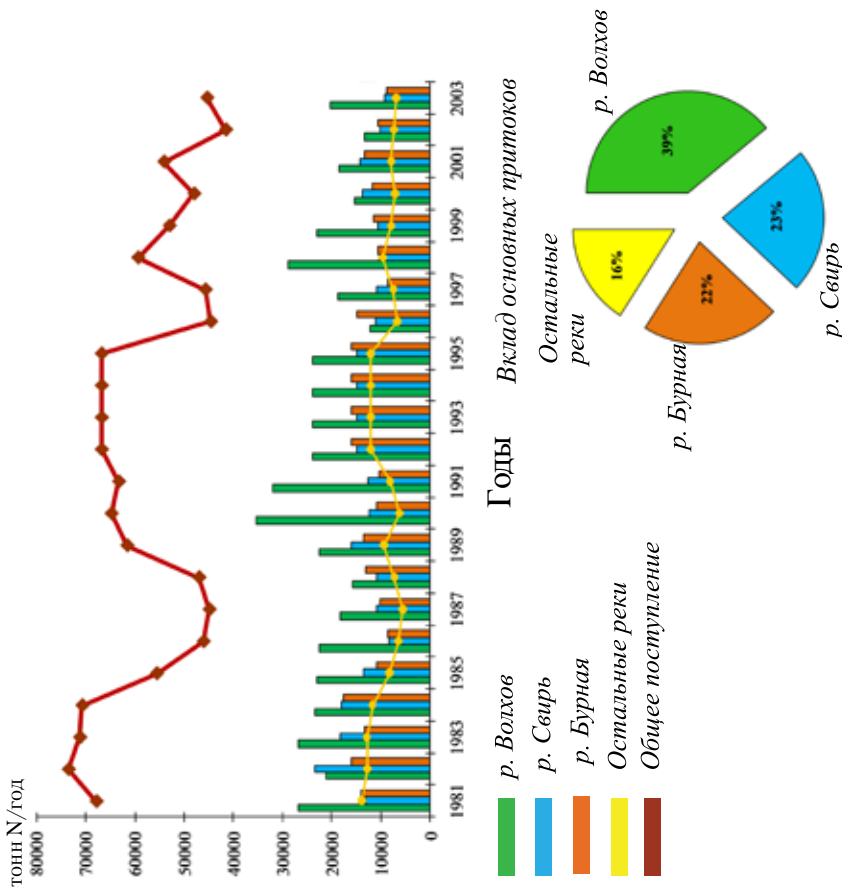 тонн N/год
80000
70000
60000
50000
40000
30000
20000
10000
0
1981
1983
1985
1987
1989
1991
1993
1995
1997
1999
2001
2003
Годы
р. Волхов
р. Свирь
р. Бурная
Остальные реки
Общее поступление
Вклад основных притоков
Остальные
реки
16%
р. Волхов
39%
р. Бурная
22%
р. Свирь
23%